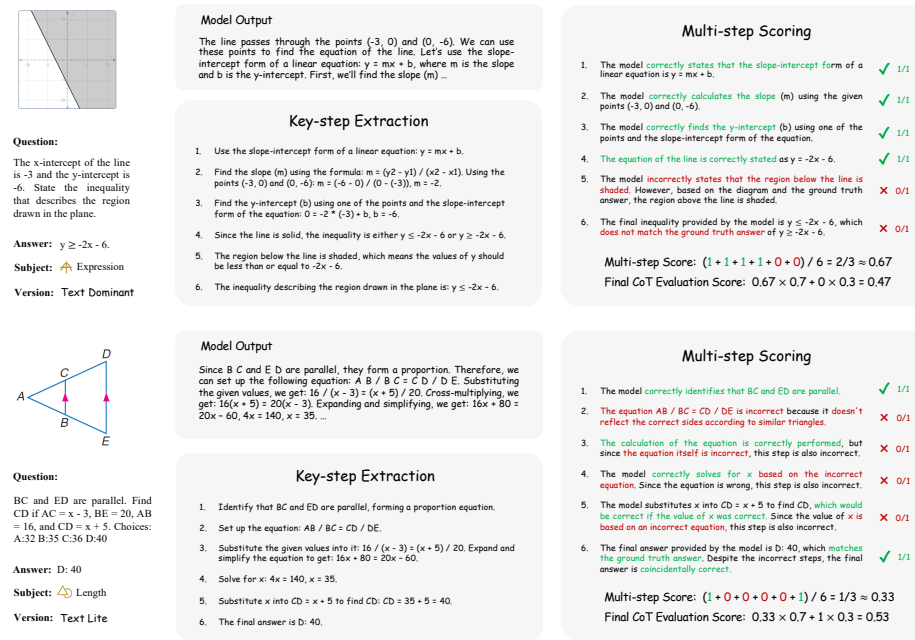 Question:
The x-intercept of the line
is -3 and the y-intercept is
-6. State the inequality
that describes the region
drawn in the plane.
Answer: y ≥ -2x - 6.
Subject: Expression
Version: Text Dominant
Model Output
The line passes through the points (-3, 0) and (0, -6). We can use
these points to find the equation of the line. Let's use the slope-
intercept form of a linear equation: y = mx + b, where m is the slope
and b is the y-intercept. First, we'll find the slope (m) …
Key-step Extraction
1. Use the slope-intercept form of a linear equation: y = mx + b.
2. Find the slope (m) using the formula: m = (y2 - y1) / (x2 - x1). Using the
points (-3, 0) and (0, -6): m = (-6 - 0) / (0 - (-3)), m = -2.
3. Find the y-intercept (b) using one of the points and the slope-intercept
form of the equation: 0 = -2 * (-3) + b, b = -6.
4. Since the line is solid, the inequality is either y ≤ -2x - 6 or y ≥ -2x - 6.
5. The region below the line is shaded, which means the values of y should
be less than or equal to -2x - 6.
6. The inequality describing the region drawn in the plane is: y ≤ -2x – 6.
Multi-step Scoring
1. The model correctly states that the slope-intercept form of a
linear equation is y = mx + b.
1/1
2. The model correctly calculates the slope (m) using the given
points (-3, 0) and (0, -6).
1/1
3. The model correctly finds the y-intercept (b) using one of the
points and the slope-intercept form of the equation.
1/1
4. The equation of the line is correctly stated as y = -2x - 6.
1/1
5. The model incorrectly states that the region below the line is
shaded. However, based on the diagram and the ground truth
answer, the region above the line is shaded.
0/1
6. The final inequality provided by the model is y ≤ -2x - 6, which
does not match the ground truth answer of y ≥ -2x - 6.
0/1
Multi-step Score: (1 + 1 + 1 + 1 + 0 + 0) / 6 = 2/3 ≈ 0.67
Final CoT Evaluation Score: 0.67 × 0.7 + 0 × 0.3 = 0.47
D
C
A
B
E
Question:
BC and ED are parallel. Find
CD if AC = x - 3, BE = 20, AB
= 16, and CD = x + 5. Choices:
A:32 B:35 C:36 D:40
Answer: D: 40
Subject: Length
Version: Text Lite
Model Output
Since B C and E D are parallel, they form a proportion. Therefore, we
can set up the following equation: A B / B C = C D / D E. Substituting
the given values, we get: 16 / (x - 3) = (x + 5) / 20. Cross-multiplying, we
get: 16(x + 5) = 20(x - 3). Expanding and simplifying, we get: 16x + 80 =
20x – 60, 4x = 140, x = 35. …
Key-step Extraction
1. Identify that BC and ED are parallel, forming a proportion equation.
2. Set up the equation: AB / BC = CD / DE.
3. Substitute the given values into it: 16 / (x - 3) = (x + 5) / 20. Expand and
simplify the equation to get: 16x + 80 = 20x – 60.
4. Solve for x: 4x = 140, x = 35.
5. Substitute x into CD = x + 5 to find CD: CD = 35 + 5 = 40.
6. The final answer is D: 40.
Multi-step Scoring
1. The model correctly identifies that BC and ED are parallel.
1/1
2. The equation AB / BC = CD / DE is incorrect because it doesn't
reflect the correct sides according to similar triangles.
0/1
3. The calculation of the equation is correctly performed, but
since the equation itself is incorrect, this step is also incorrect.
0/1
4. The model correctly solves for x based on the incorrect
equation. Since the equation is wrong, this step is also incorrect.
0/1
5. The model substitutes x into CD = x + 5 to find CD, which would
be correct if the value of x was correct. Since the value of x is
based on an incorrect equation, this step is also incorrect.
0/1
6. The final answer provided by the model is D: 40, which matches
the ground truth answer. Despite the incorrect steps, the final
answer is coincidentally correct.
1/1
Multi-step Score: (1 + 0 + 0 + 0 + 0 + 1) / 6 = 1/3 ≈ 0.33
Final CoT Evaluation Score: 0.33 × 0.7 + 1 × 0.3 = 0.53